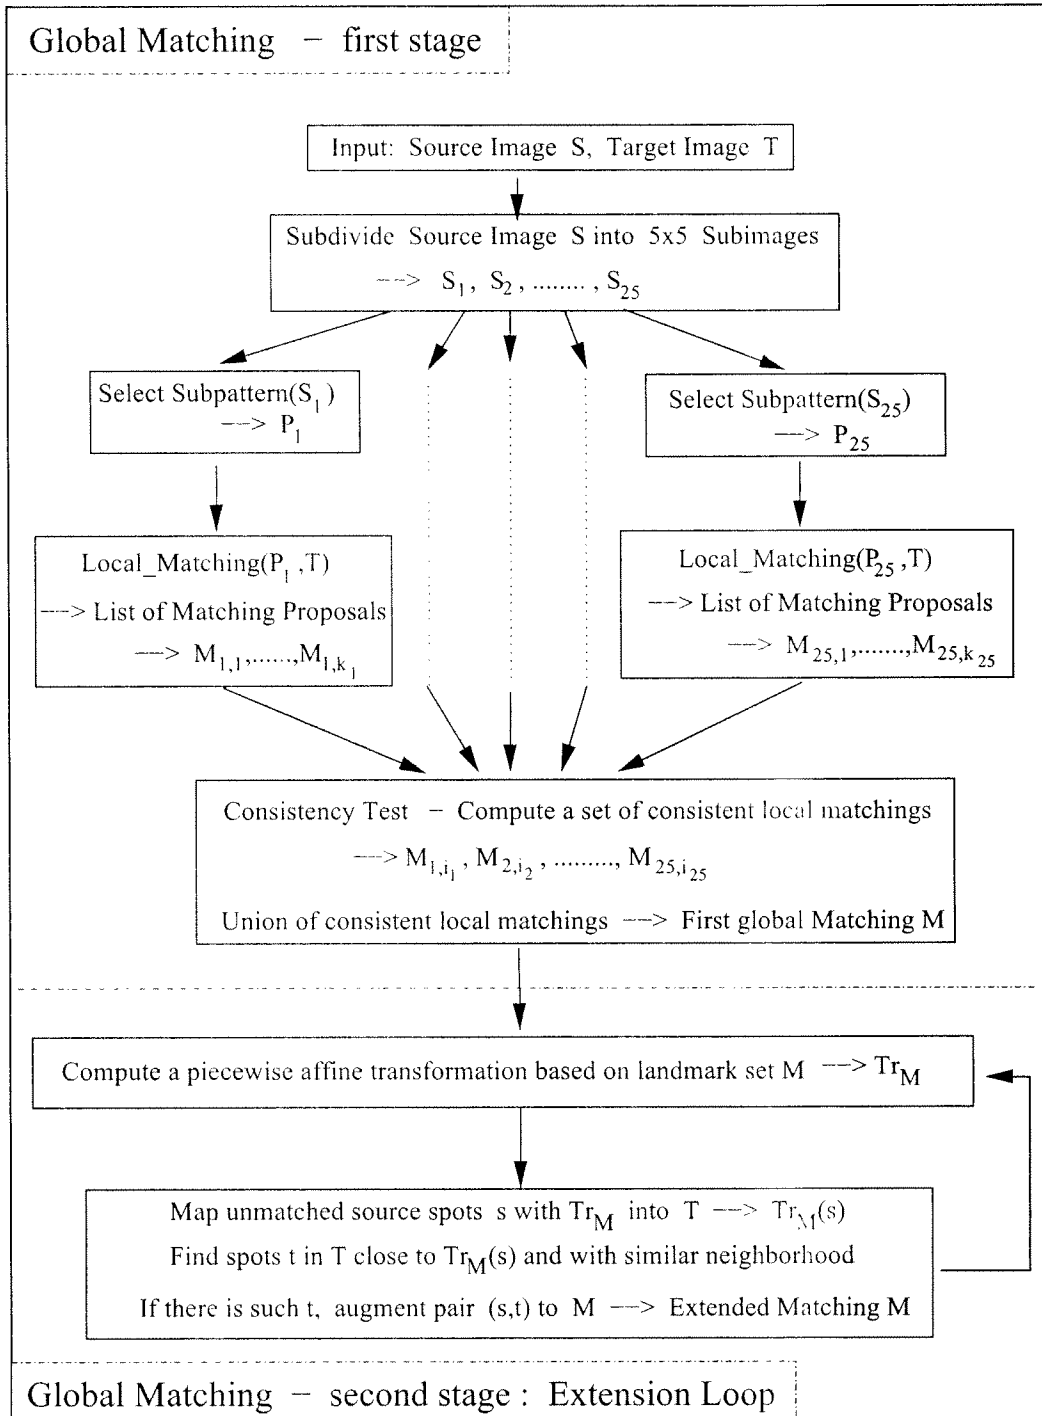 Global Matching – first stage
Input: Source Image S, Target Image T
Subdivide Source Image S into 5x5 Subimages
---> S₁, S₂, ........ , S₂₅
Select Subpattern(S₁)
---> P₁
Select Subpattern(S₂₅)
---> P₂₅
Local_Matching(P₁,T)
---> List of Matching Proposals
---> M₁,₁,......,M₁,k₁
Local_Matching(P₂₅,T)
---> List of Matching Proposals
---> M₂₅,₁,.......,M₂₅,k₂₅
Consistency Test – Compute a set of consistent local matchings
---> M₁,i₁, M₂,i₂, ........., M₂₅,i₂₅
Union of consistent local matchings ---> First global Matching M
Compute a piecewise affine transformation based on landmark set M ---> Tr_M
Map unmatched source spots s with Tr_M into T ---> Tr_M(s)
Find spots t in T close to Tr_M(s) and with similar neighborhood
If there is such t, augment pair (s,t) to M ---> Extended Matching M
Global Matching – second stage : Extension Loop